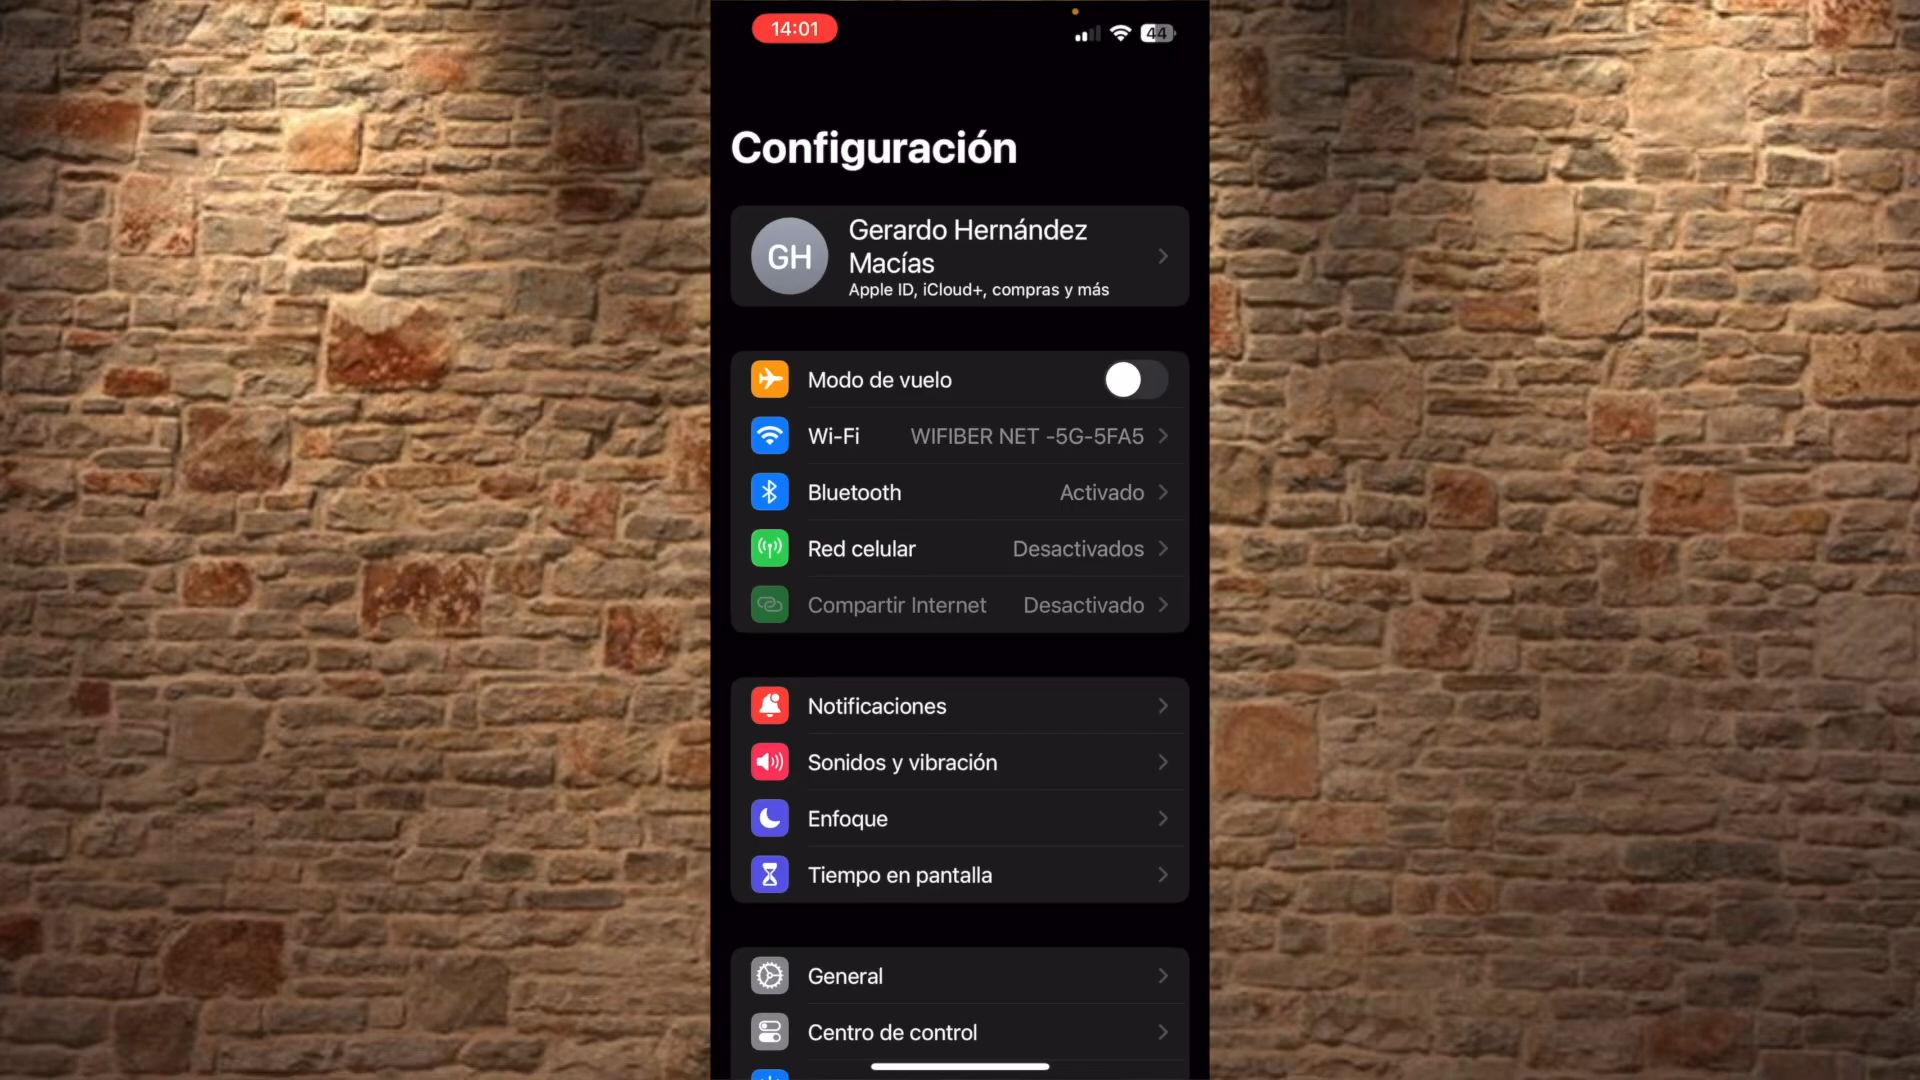 14:01
44
Configuración
GH
Gerardo Hernández
Macías
Apple ID, iCloud+, compras y más
Modo de vuelo
Wi-Fi WIFIBER NET -5G-5FA5
Bluetooth Activado
Red celular Desactivados
Compartir Internet Desactivado
Notificaciones
Sonidos y vibración
Enfoque
Tiempo en pantalla
General
Centro de control